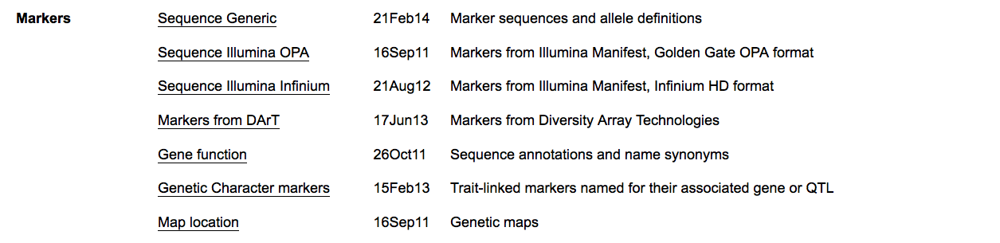 Markers Sequence Generic 21Feb14 Marker sequences and allele definitions
Sequence Illumina OPA 16Sep11 Markers from Illumina Manifest, Golden Gate OPA format
Sequence Illumina Infinium 21Aug12 Markers from Illumina Manifest, Infinium HD format
Markers from DArT 17Jun13 Markers from Diversity Array Technologies
Gene function 26Oct11 Sequence annotations and name synonyms
Genetic Character markers 15Feb13 Trait-linked markers named for their associated gene or QTL
Map location 16Sep11 Genetic maps